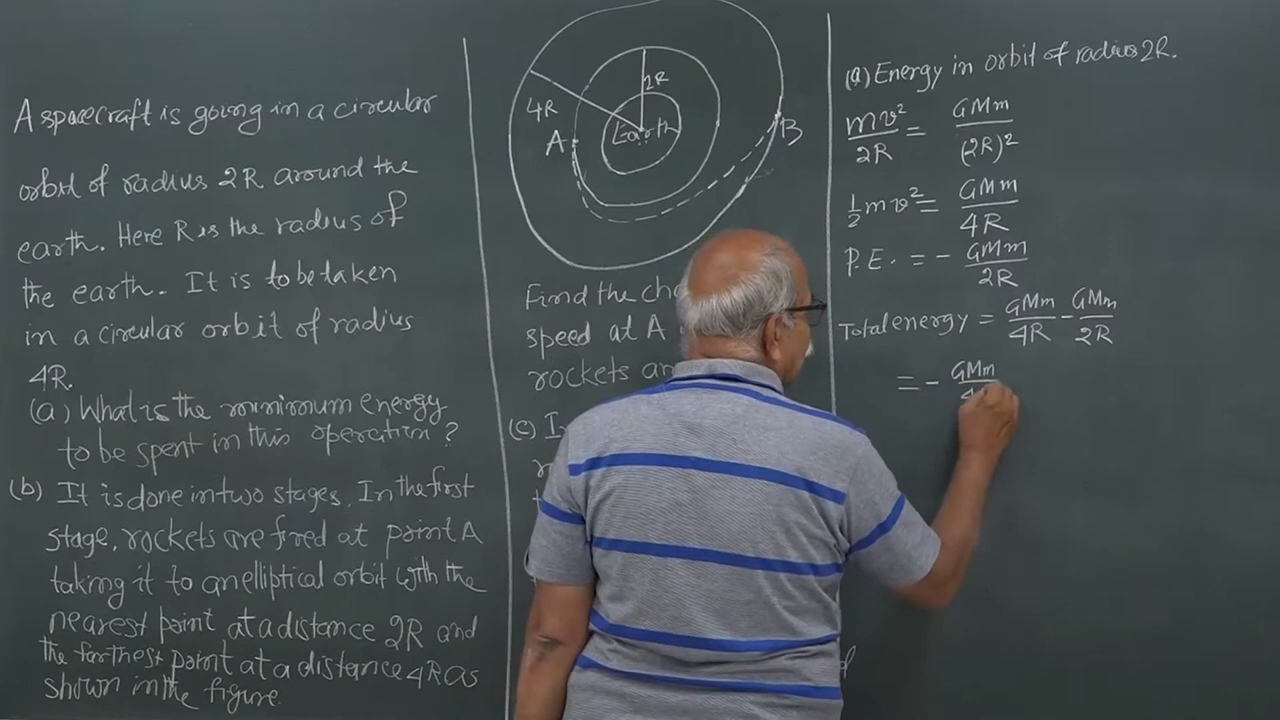 A spacecraft is going in a circular
orbit of radius 2R around the
earth. Here R is the radius of
the earth. It is to be taken
in a circular orbit of radius
4R.
(a) What is the minimum energy
to be spent in this operation?
(b) It is done in two stages. In the first
stage, rockets are fired at point A
taking it to an elliptical orbit with the
nearest point at a distance 2R and
the farthest point at a distance 4R as
shown in the figure.
4R
2R
Earth
A
B
Find the
speed at A
rockets
(c)
(a) Energy in orbit of radius 2R.
mv²/2R = GMm/(2R)²
½mv² = GMm/4R
P.E. = - GMm/2R
Total energy = GMm/4R - GMm/2R
= - GMm/4